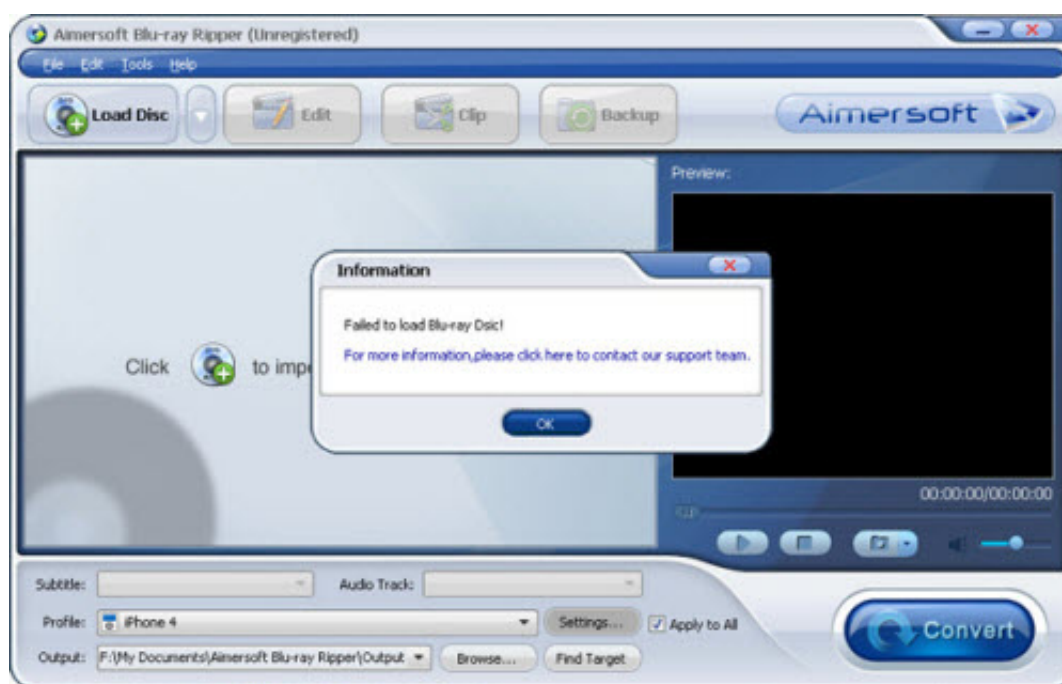 Aimersoft Blu-ray Ripper (Unregistered)
File Edit Tools Help
Load Disc Edit Clip Backup Aimersoft
Preview:
Information
Failed to load Blu-ray Dsic!
For more information,please click here to contact our support team.
Click to impo
OK
00:00:00/00:00:00
CLIP
Subtitle: Audio Track:
Profile: iPhone 4 Settings... Apply to All
Convert
Output: F:\My Documents\Aimersoft Blu-ray Ripper\Output Browse... Find Target